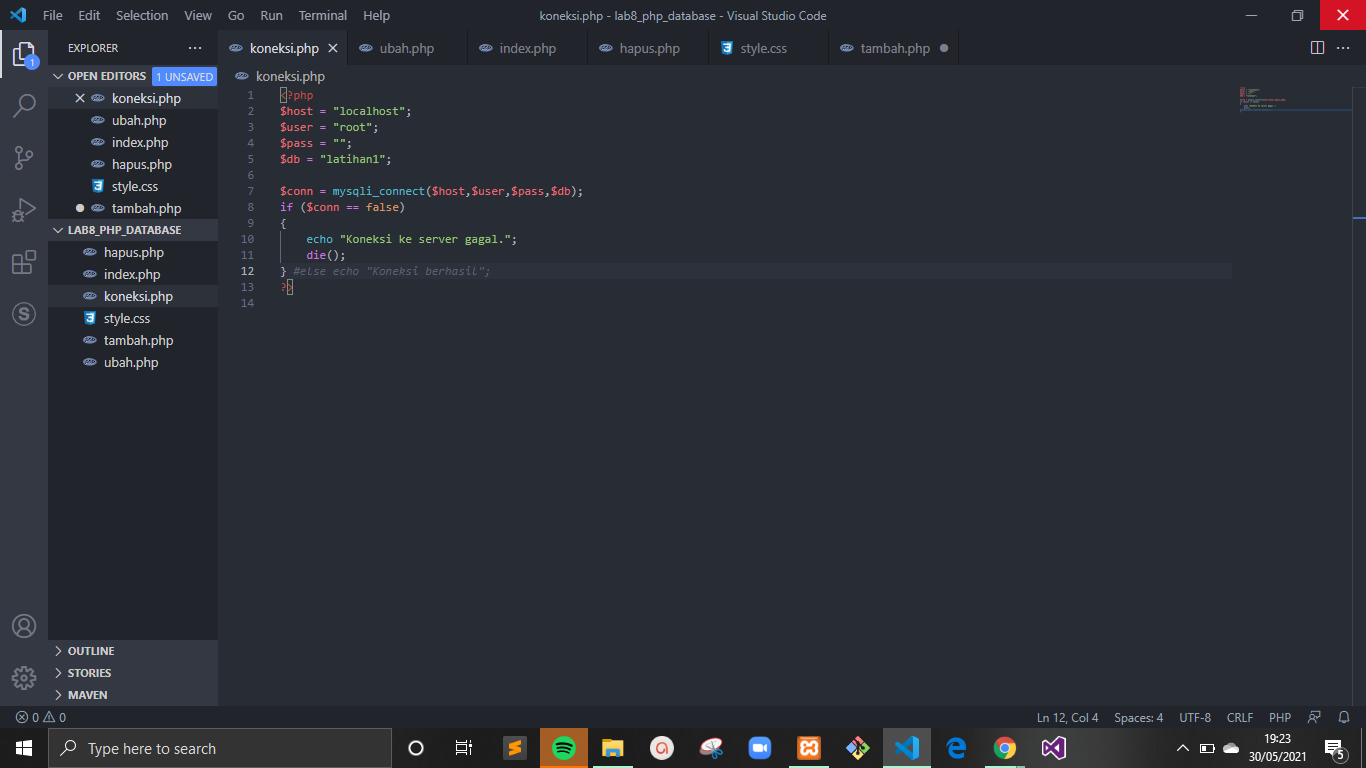 File Edit Selection View Go Run Terminal Help koneksi.php - lab8_php_database - Visual Studio Code
EXPLORER
koneksi.php ubah.php index.php hapus.php style.css tambah.php
1
OPEN EDITORS 1 UNSAVED
koneksi.php
ubah.php
index.php
hapus.php
style.css
tambah.php
LAB8_PHP_DATABASE
hapus.php
index.php
koneksi.php
style.css
tambah.php
ubah.php
OUTLINE
STORIES
MAVEN
koneksi.php
1 <?php
2 $host = "localhost";
3 $user = "root";
4 $pass = "";
5 $db = "latihan1";
6
7 $conn = mysqli_connect($host,$user,$pass,$db);
8 if ($conn == false)
9 {
10 echo "Koneksi ke server gagal.";
11 die();
12 } #else echo "Koneksi berhasil";
13 ?>
14
0 0 Ln 12, Col 4 Spaces: 4 UTF-8 CRLF PHP
Type here to search
19:23
30/05/2021
5